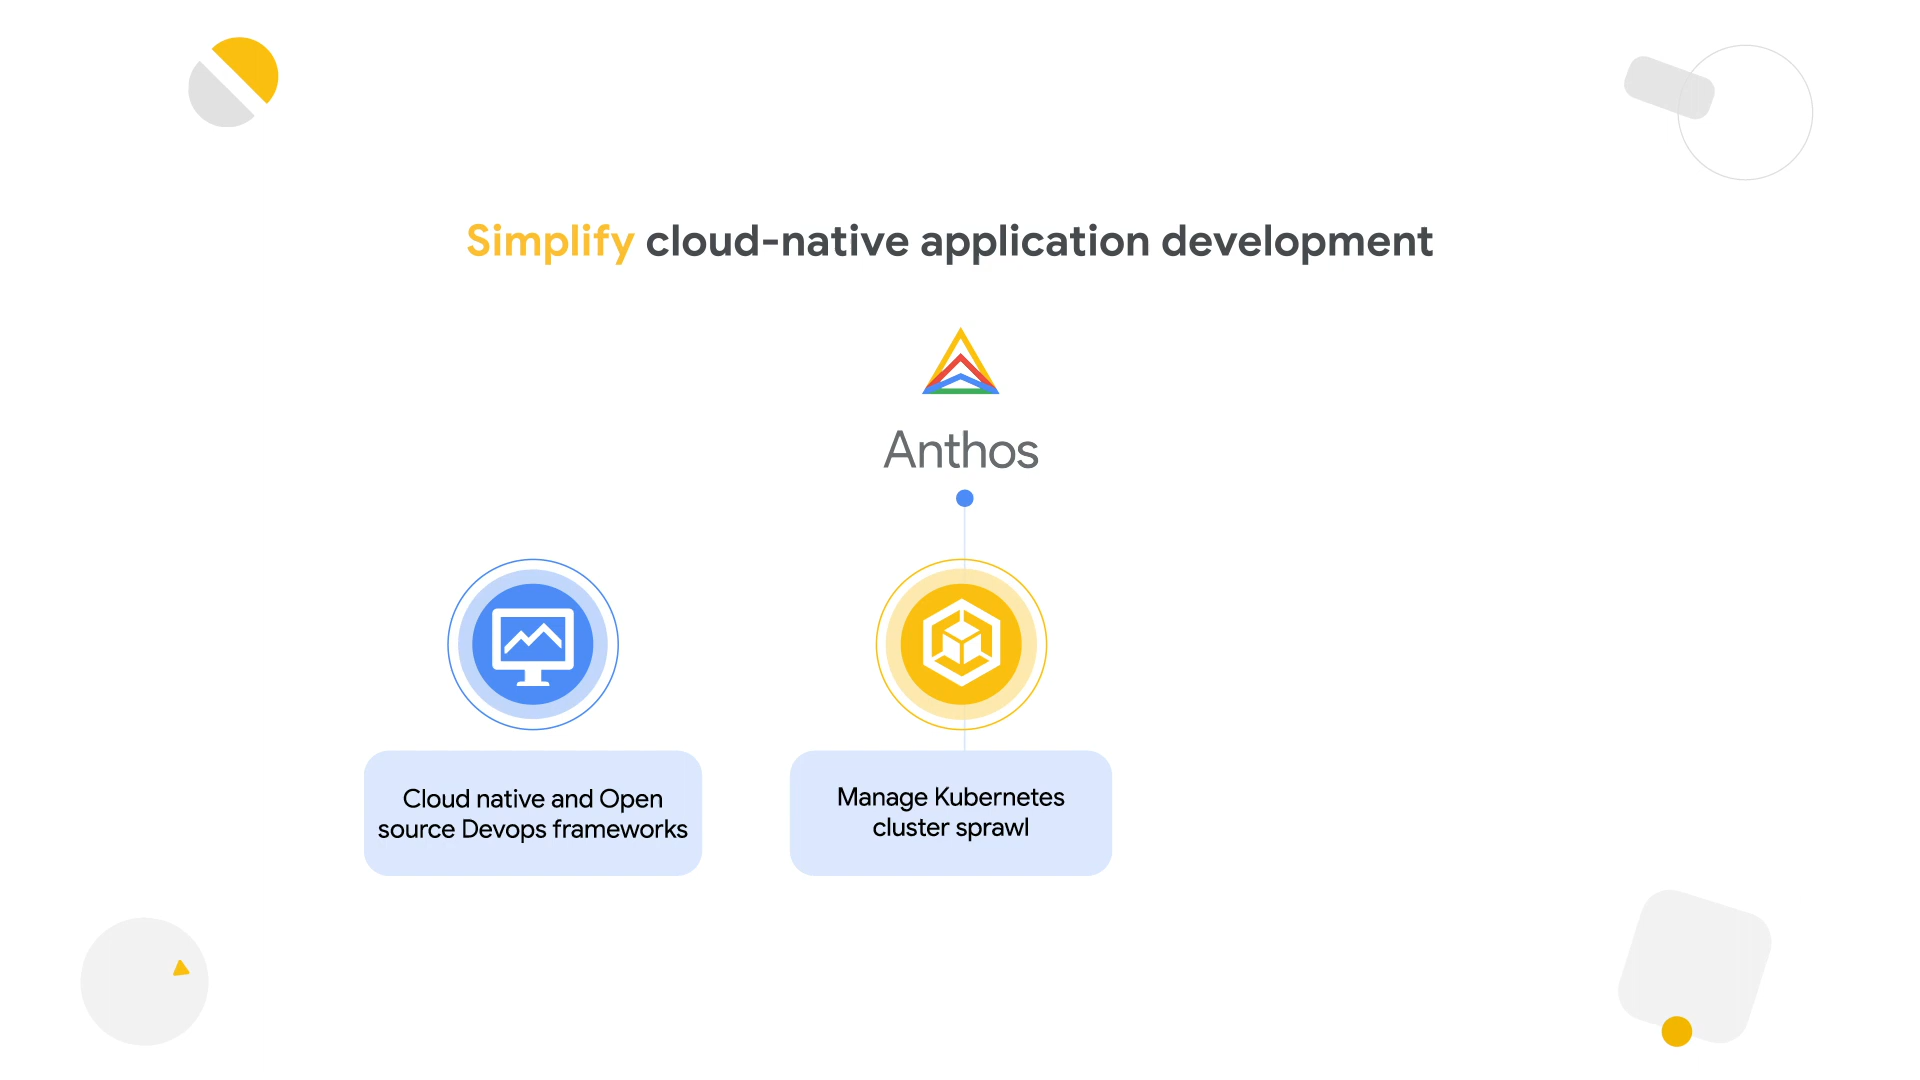 Simplify cloud-native application development
Anthos
Cloud native and Open
source Devops frameworks
Manage Kubernetes
cluster sprawl